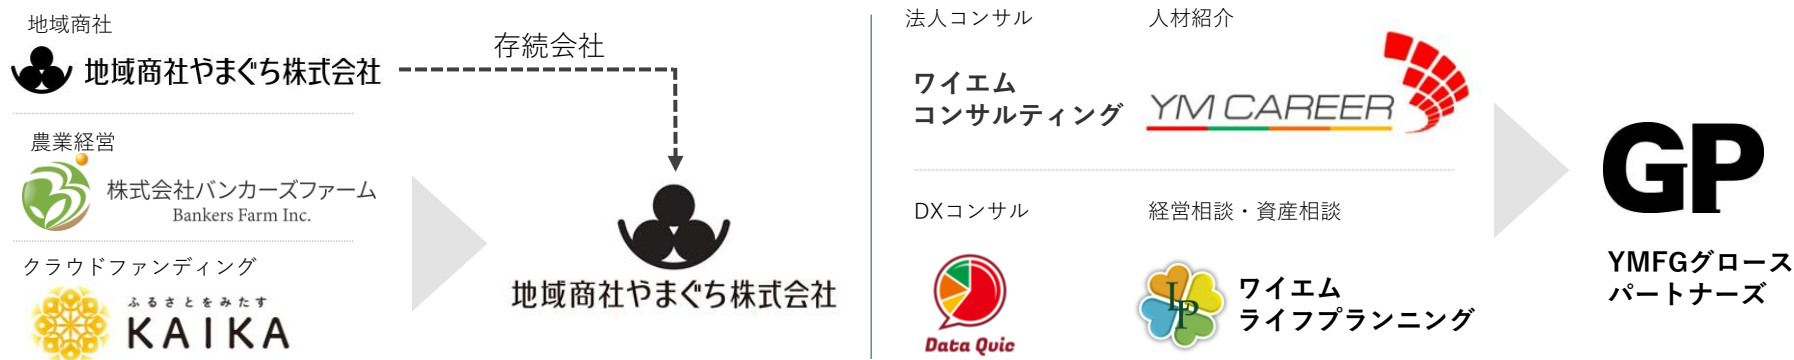 地域商社
地域商社やまぐち株式会社
存続会社
農業経営
株式会社バンカーズファーム
Bankers Farm Inc.
クラウドファンディング
ふるさとをみたす
KAIKA
地域商社やまぐち株式会社
法人コンサル
ワイエム
コンサルティング
人材紹介
YM CAREER
DXコンサル
Data Quic
経営相談・資産相談
LP
ワイエム
ライフプランニング
GP
YMFGグロース
パートナーズ